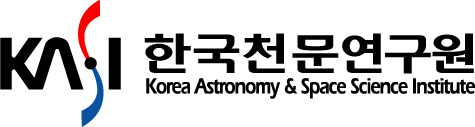 KASI 한국천문연구원
Korea Astronomy & Space Science Institute